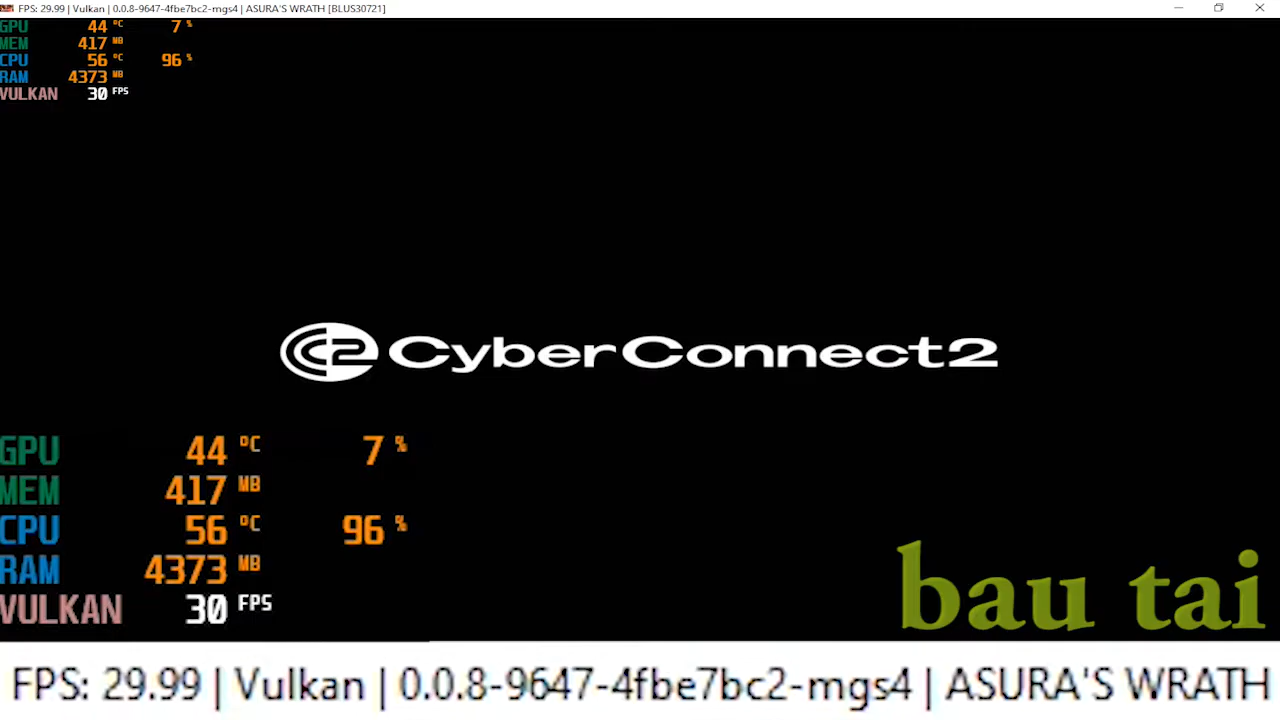 FPS: 29.99 | Vulkan | 0.0.8-9647-4fbe7bc2-mgs4 | ASURA'S WRATH [BLUS30721]
GPU 44 °C 7 %
MEM 417 MB
CPU 56 °C 96 %
RAM 4373 MB
VULKAN 30 FPS
C2 CyberConnect2
GPU 44 °C 7 %
MEM 417 MB
CPU 56 °C 96 %
RAM 4373 MB
VULKAN 30 FPS
bau tai
FPS: 29.99 | Vulkan | 0.0.8-9647-4fbe7bc2-mgs4 | ASURA'S WRATH